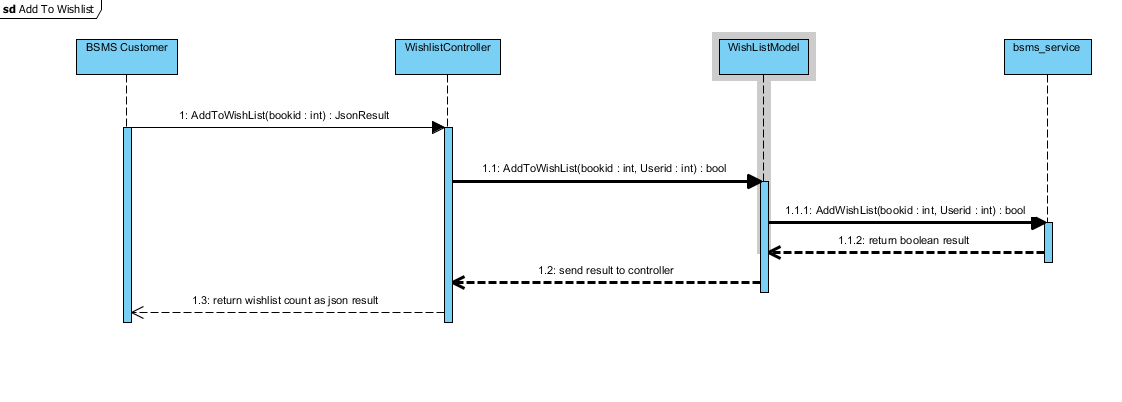 sd Add To Wishlist
BSMS Customer
WishlistController
WishListModel
bsms_service
1: AddToWishList(bookid : int) : JsonResult
1.1: AddToWishList(bookid : int, Userid : int) : bool
1.1.1: AddWishList(bookid : int, Userid : int) : bool
1.1.2: return boolean result
1.2: send result to controller
1.3: return wishlist count as json result